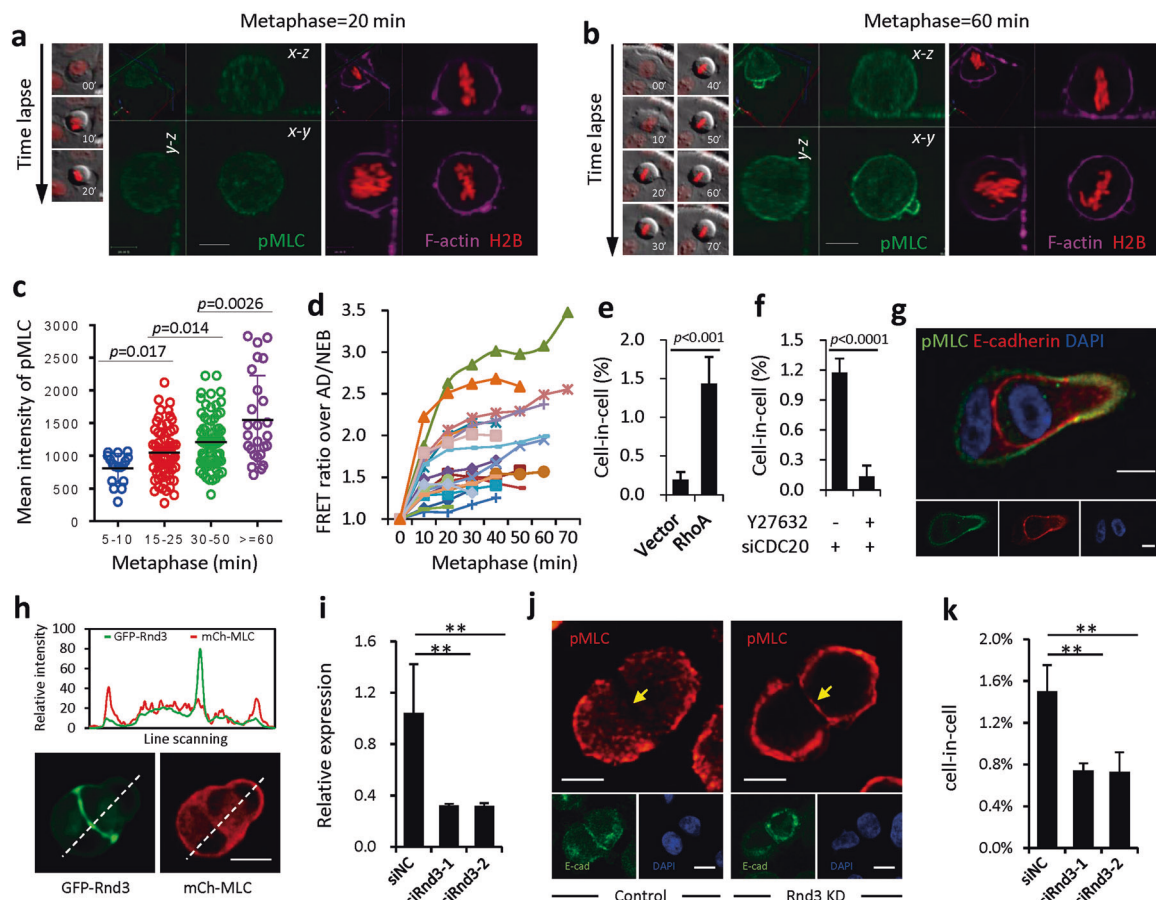 Metaphase=20 min
Metaphase=60 min
a
Time lapse
00’
10’
20’
x-z
y-z
x-y
pMLC
F-actin H2B
b
Time lapse
00’
40’
10’
50’
20’
60’
30’
70’
x-z
y-z
x-y
pMLC
F-actin H2B
c
p=0.0026
p=0.014
p=0.017
Mean intensity of pMLC
3000
2500
2000
1500
1000
500
0
5-10
15-25
30-50
>=60
Metaphase (min)
d
FRET ratio over AD/NEB
3.5
3.0
2.5
2.0
1.5
1.0
0 10 20 30 40 50 60 70
Metaphase (min)
e
p<0.001
Cell-in-cell (%)
2.0
1.5
1.0
0.5
0.0
Vector
RhoA
f
p<0.0001
Cell-in-cell (%)
1.5
1.2
0.9
0.6
0.3
0.0
Y27632 - +
siCDC20 + +
g
pMLC E-cadherin DAPI
h
GFP-Rnd3
mCh-MLC
Relative intensity
100
80
60
40
20
0
Line scanning
GFP-Rnd3
mCh-MLC
i
**
**
Relative expression
1.6
1.2
0.8
0.4
0.0
siNC
siRnd3-1
siRnd3-2
j
pMLC
pMLC
E-cad
DAPI
E-cad
DAPI
Control
Rnd3 KD
k
**
**
cell-in-cell
2.0%
1.6%
1.2%
0.8%
0.4%
0%
siNC
siRnd3-1
siRnd3-2